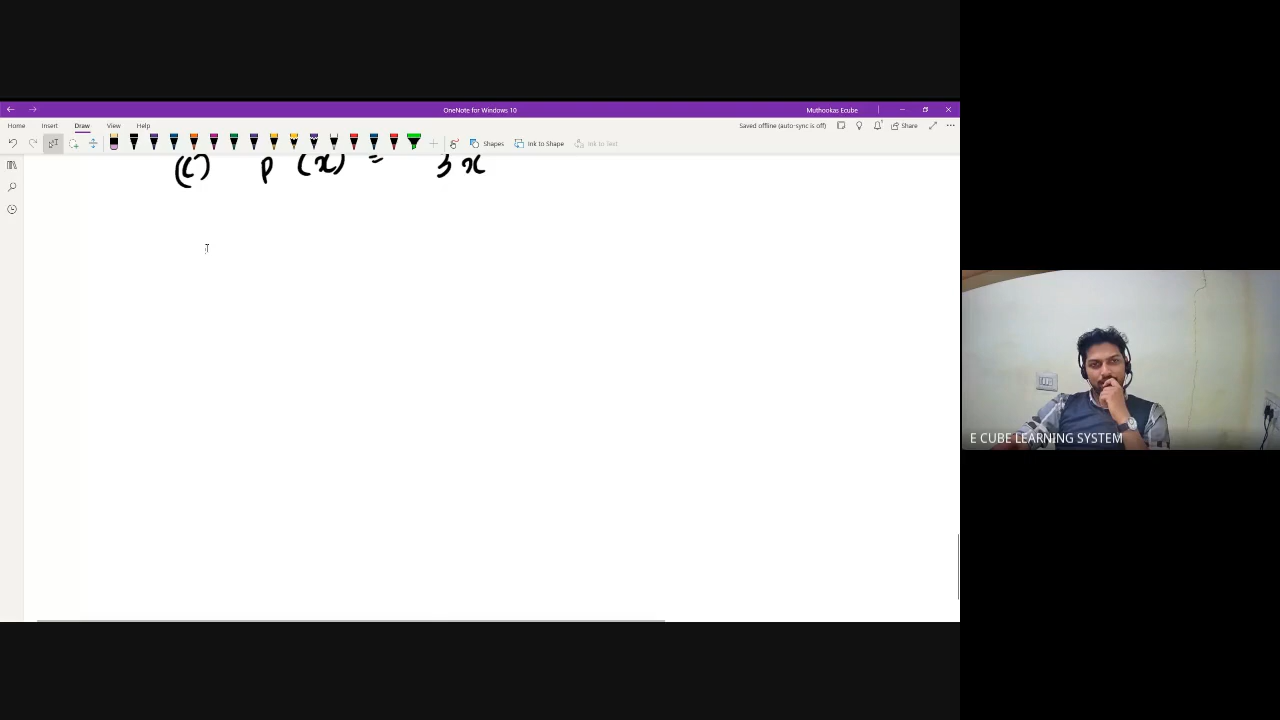 OneNote for Windows 10
Muthookas Ecube
Home Insert Draw View Help
Saved offline (auto-sync is off)
Share
Shapes
Ink to Shape
Ink to Text
(c) p (x) = 3x
E CUBE LEARNING SYSTEM